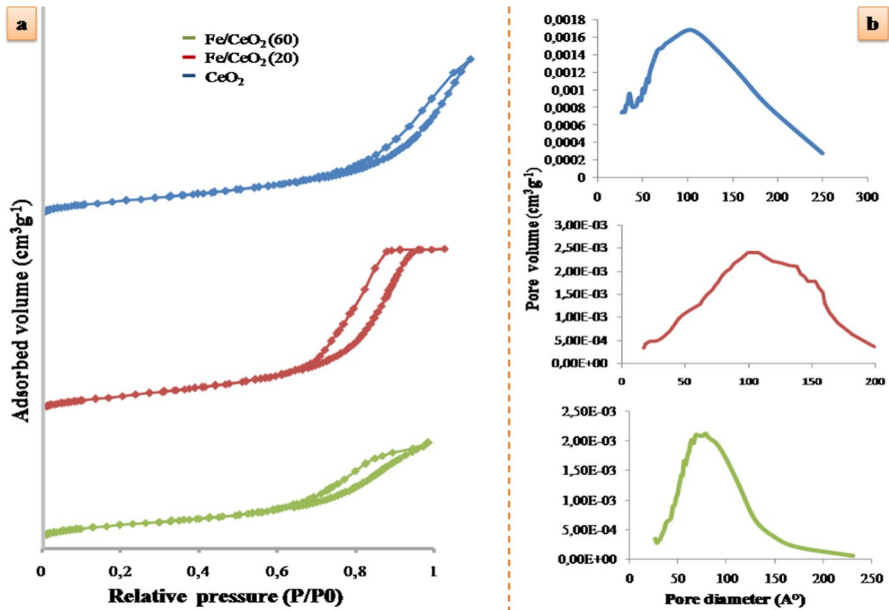 a
Fe/CeO₂(60)
Fe/CeO₂(20)
CeO₂
Adsorbed volume (cm³g⁻¹)
0 0,2 0,4 0,6 0,8 1
Relative pressure (P/P0)
b
Pore volume (cm³g⁻¹)
0,0018
0,0016
0,0014
0,0012
0,001
0,0008
0,0006
0,0004
0,0002
0
0 50 100 150 200 250 300
3,00E-03
2,50E-03
2,00E-03
1,50E-03
1,00E-03
5,00E-04
0,00E+00
0 50 100 150 200
2,50E-03
2,00E-03
1,50E-03
1,00E-03
5,00E-04
0,00E+00
0 50 100 150 200 250
Pore diameter (A°)